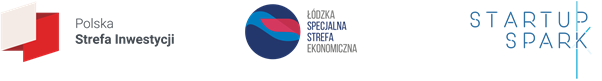 Polska
Strefa Inwestycji
ŁÓDZKA
SPECJALNA
STREFA
EKONOMICZNA
STARTUP
SPARK